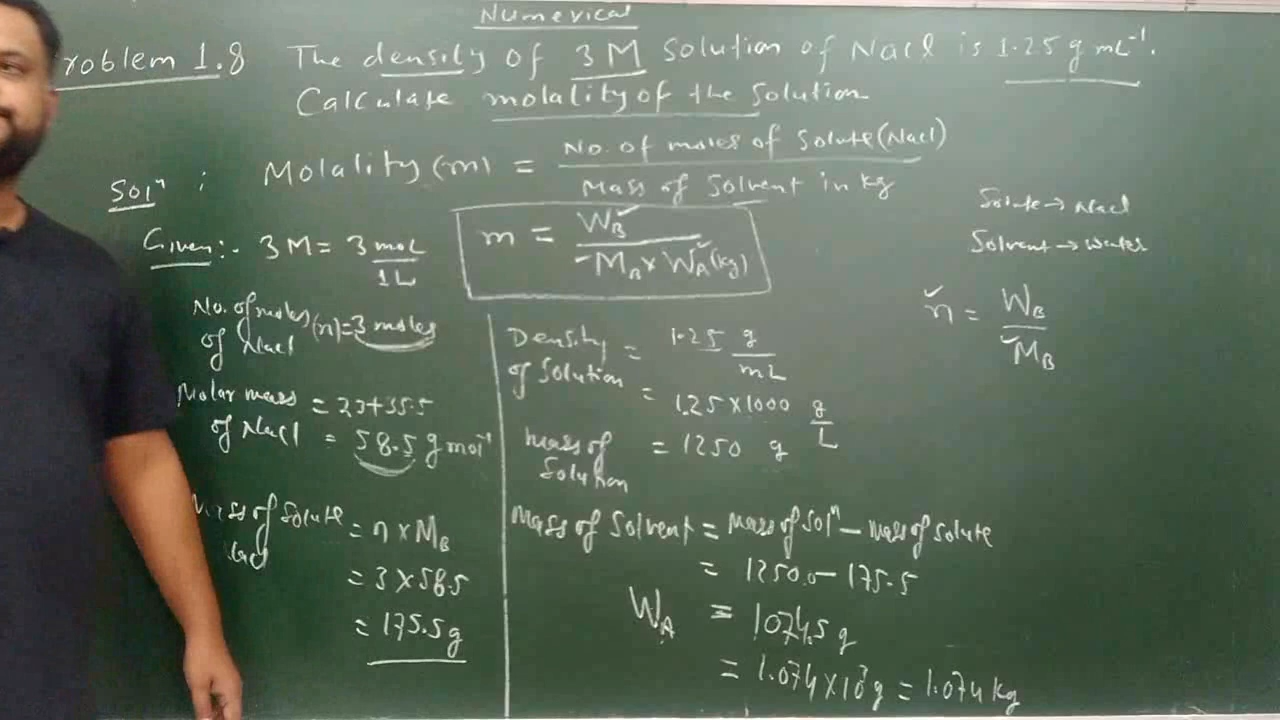 Numerical
roblem 1.8 The density of 3 M solution of NaCl is 1.25 g mL⁻¹.
Calculate molality of the solution
Solⁿ : Molality (m) = No. of moles of solute (NaCl) / Mass of Solvent in kg
Given:- 3 M = 3 mol / 1L
m = W_B / M_B × W_A (kg)
Solute → NaCl
Solvent → Water
n = W_B / M_B
No. of moles of NaCl (n) = 3 moles
Molar mass of NaCl = 23+35.5
= 58.5 g mol⁻¹
Mass of solute = n × M_B
= 3 × 58.5
= 175.5 g
Density of solution = 1.25 g / mL
= 1.25 × 1000 g / L
Mass of Solution = 1250 g
Mass of Solvent = Mass of Solⁿ – Mass of Solute
= 1250.0 – 175.5
W_A = 1074.5 g
= 1.074 × 10³ g = 1.074 kg